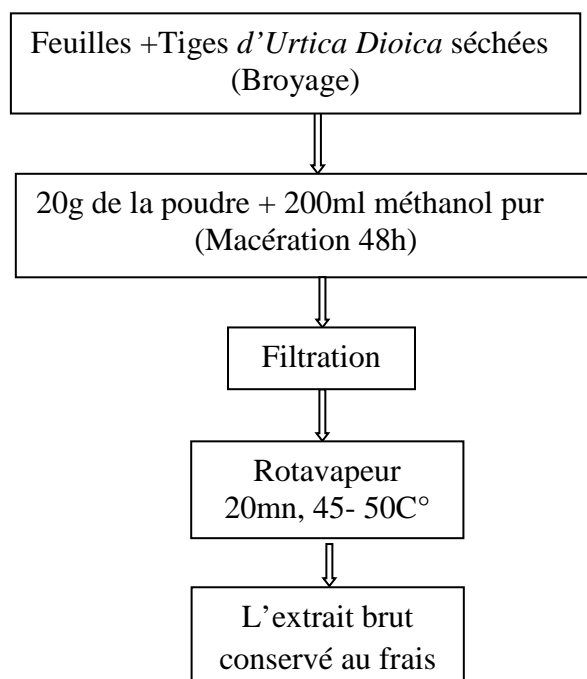 Feuilles +Tiges d'Urtica Dioica séchées
(Broyage)
20g de la poudre + 200ml méthanol pur
(Macération 48h)
Filtration
Rotavapeur
20mn, 45- 50C°
L'extrait brut
conservé au frais